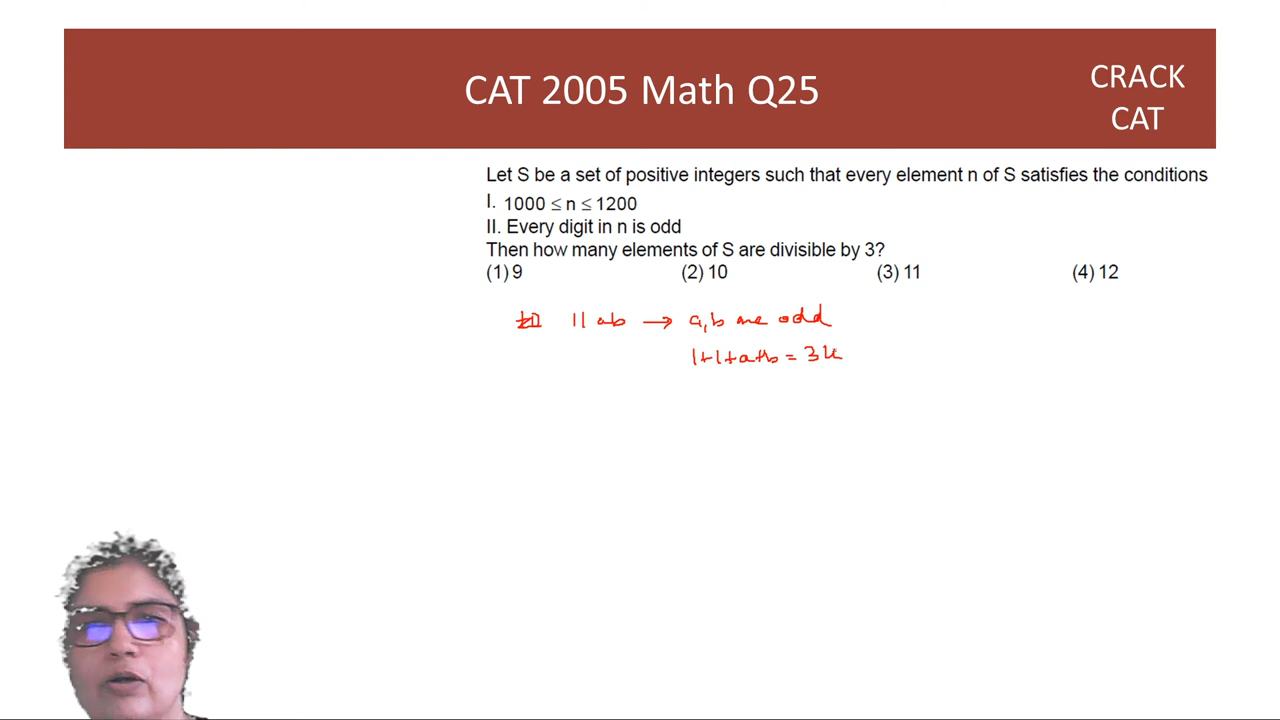 CAT 2005 Math Q25
CRACK
CAT
Let S be a set of positive integers such that every element n of S satisfies the conditions
I. 1000 ≤ n ≤ 1200
II. Every digit in n is odd
Then how many elements of S are divisible by 3?
(1) 9 (2) 10 (3) 11 (4) 12
11 ab → a,b are odd
1+1+a+b = 3k